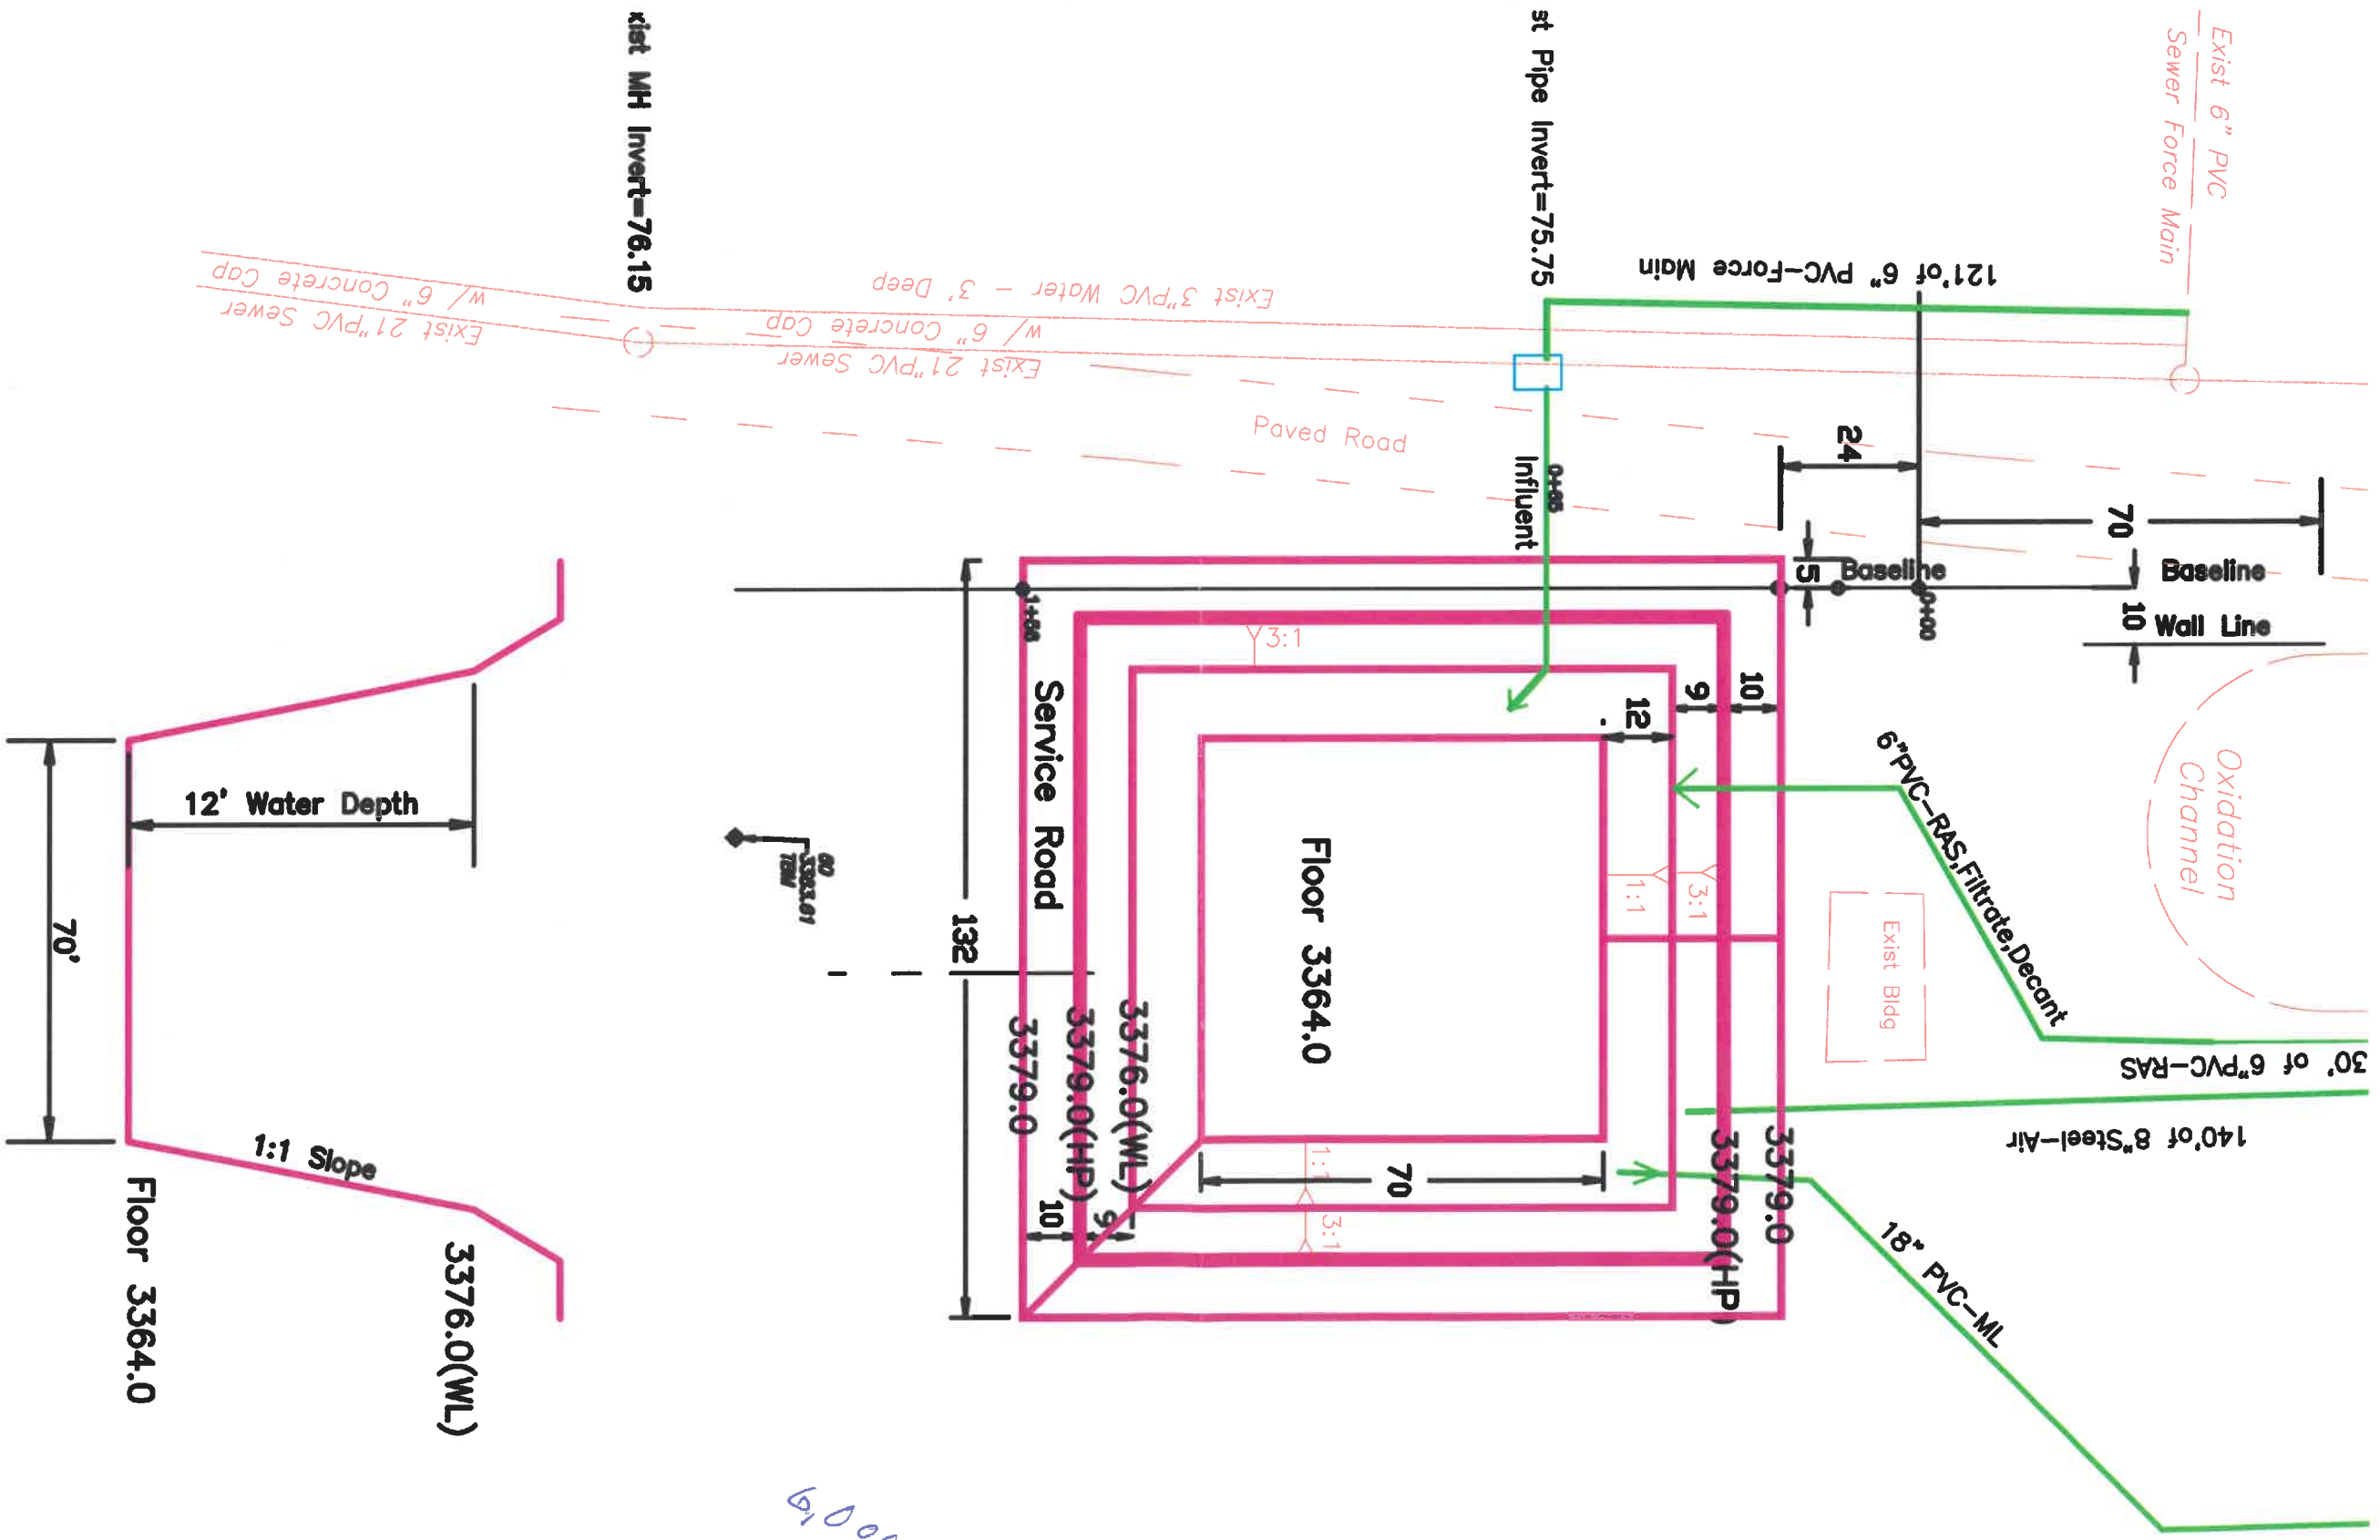 Exist 6" PVC
Sewer Force Main
st Pipe Invert=75.75
xist MH Invert=76.15
121'of 6" PVC-Force Main
Exist 3"PVC Water - 3' Deep
w/ 6" Concrete Cap
Exist 21"PVC Sewer
w/ 6" Concrete Cap
Exist 21"PVC Sewer
Paved Road
Influent
24
70
5
Baseline
0+00
Baseline
10
Wall Line
3:1
10
9
12
Oxidation
Channel
6"PVC-RAS,Filtrate,Decant
Exist Bldg
1:1
3:1
Service Road
Floor 3364.0
132
3379.0
3379.0(HP)
3376.0(WL)
3379.0
3379.0(HP)
30' of 6"PVC-RAS
140'of 8"Steel-Air
18" PVC-ML
70
1:1
3:1
10
9
60
3383.61
TBM
12' Water Depth
70'
1:1 Slope
Floor 3364.0
3376.0(WL)